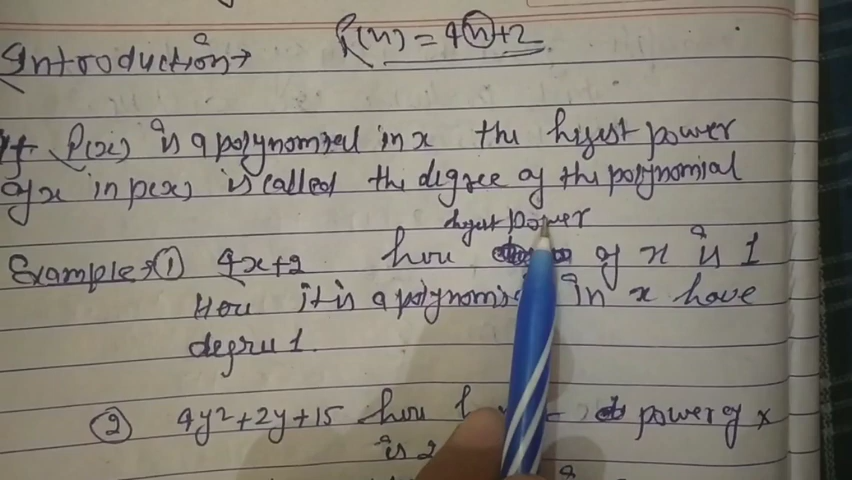 P(x) = 4x+2
Introduction →
If P(x) is a polynomial in x the highest power
of x in p(x) is called the degree of the polynomial
highest power
Example → ① 4x+2 here of x is 1
Here it is a polynomial in x have
degree 1.
② 4y²+2y+15 here power of x
is 2